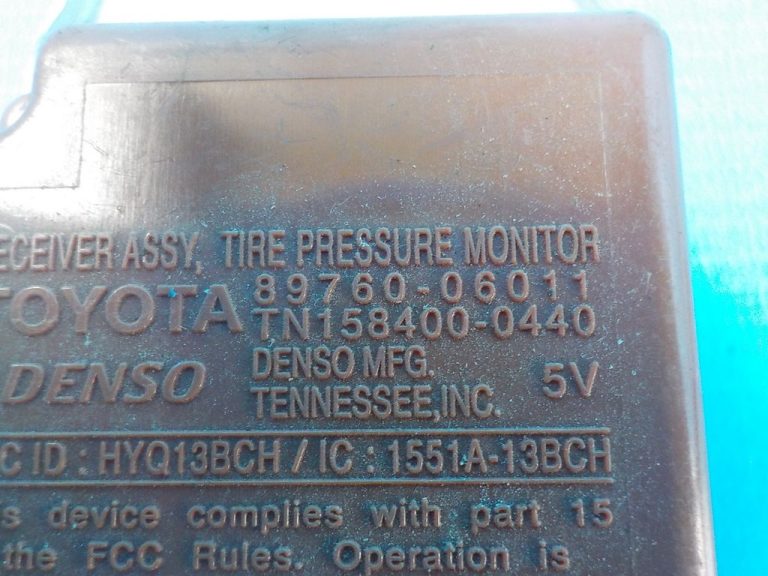 ECEIVER ASSY, TIRE PRESSURE MONITOR
TOYOTA 89760-06011
TN158400-0440
DENSO DENSO MFG.
TENNESSEE, INC. 5V
C ID : HYQ13BCH / IC : 1551A-13BCH
s device complies with part 15
the FCC Rules. Operation is